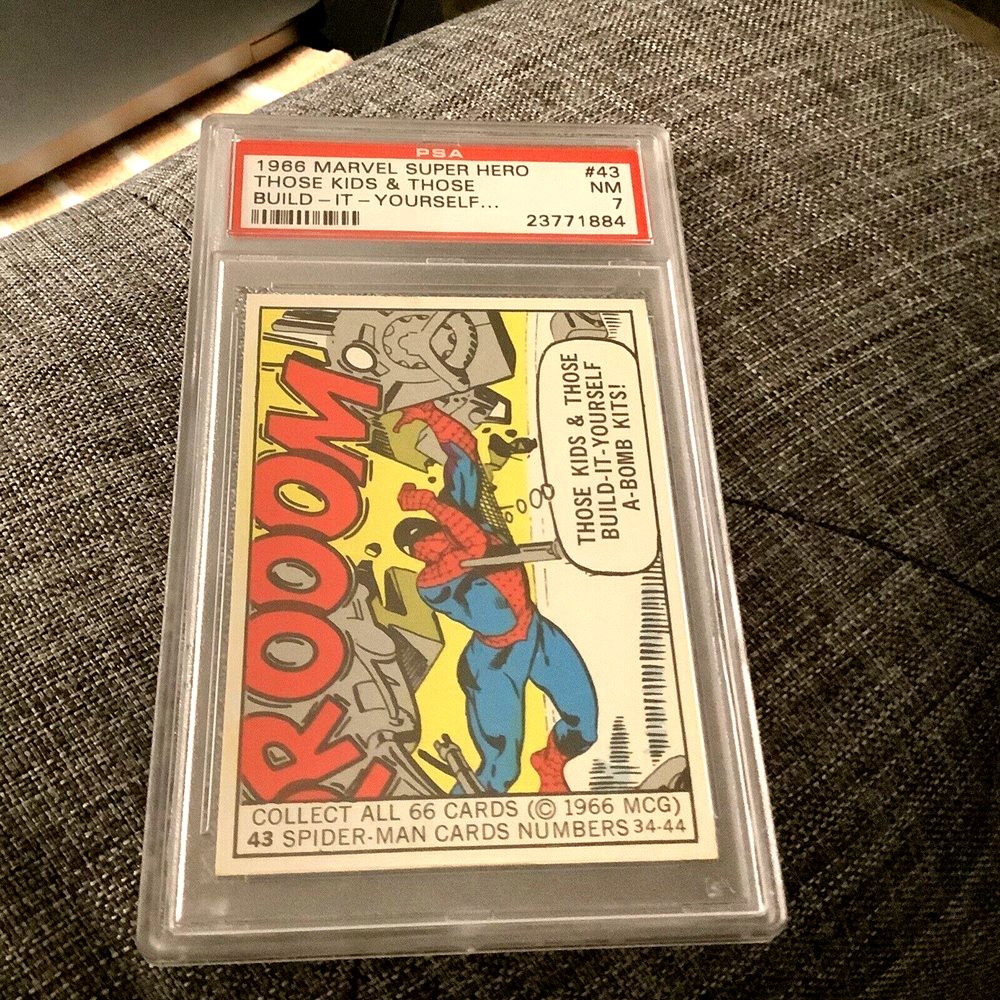 PSA
1966 MARVEL SUPER HERO #43
THOSE KIDS & THOSE NM
BUILD-IT-YOURSELF... 7
23771884
ROOOM
THOSE KIDS & THOSE
BUILD-IT-YOURSELF
A-BOMB KITS!
COLLECT ALL 66 CARDS (© 1966 MCG)
43 SPIDER-MAN CARDS NUMBERS 34-44